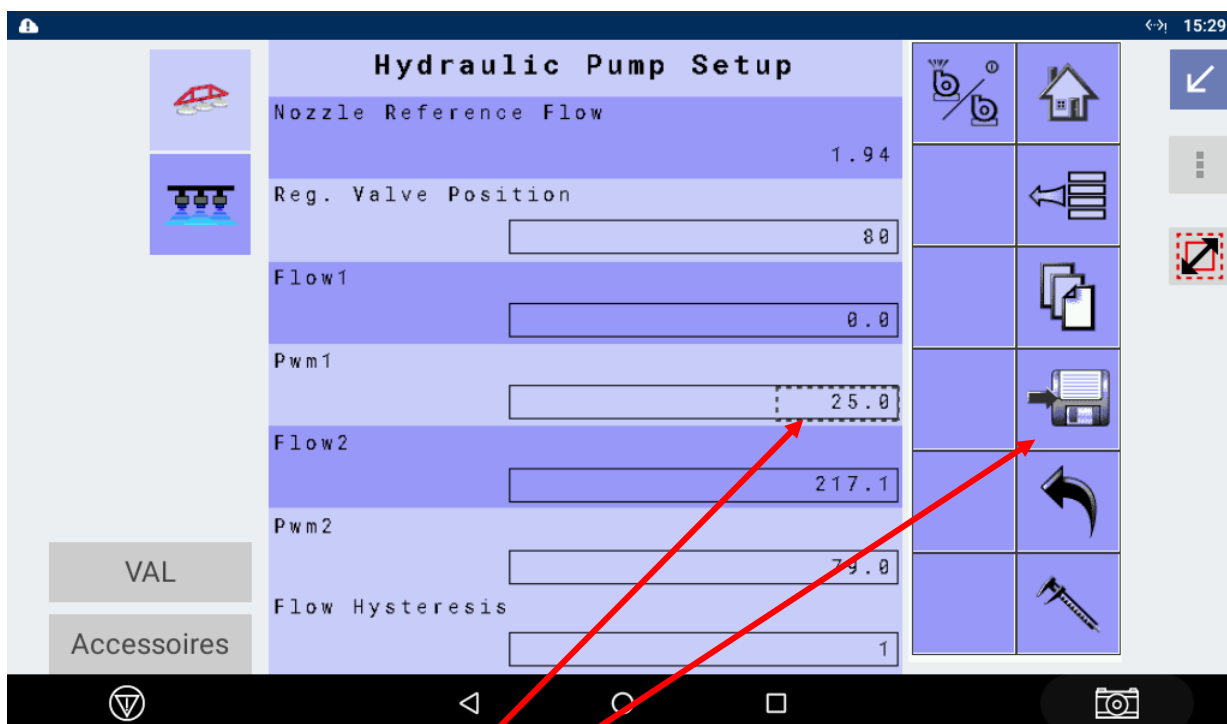 15:29
Hydraulic Pump Setup
Nozzle Reference Flow
1.94
Reg. Valve Position
80
Flow1
0.0
Pwm1
25.0
Flow2
217.1
Pwm2
79.0
Flow Hysteresis
1
VAL
Accessoires